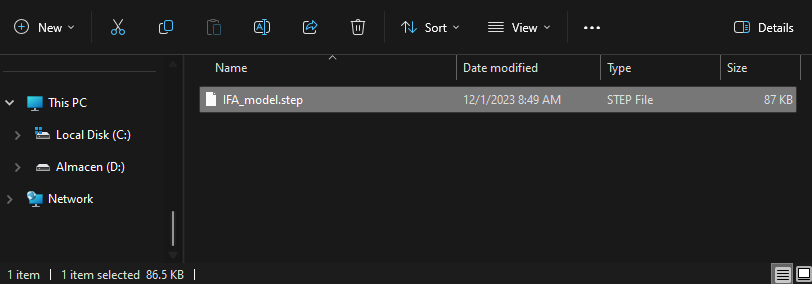 New Sort View ... Details
Name Date modified Type Size
This PC
IFA_model.step 12/1/2023 8:49 AM STEP File 87 KB
Local Disk (C:)
Almacen (D:)
Network
1 item 1 item selected 86.5 KB